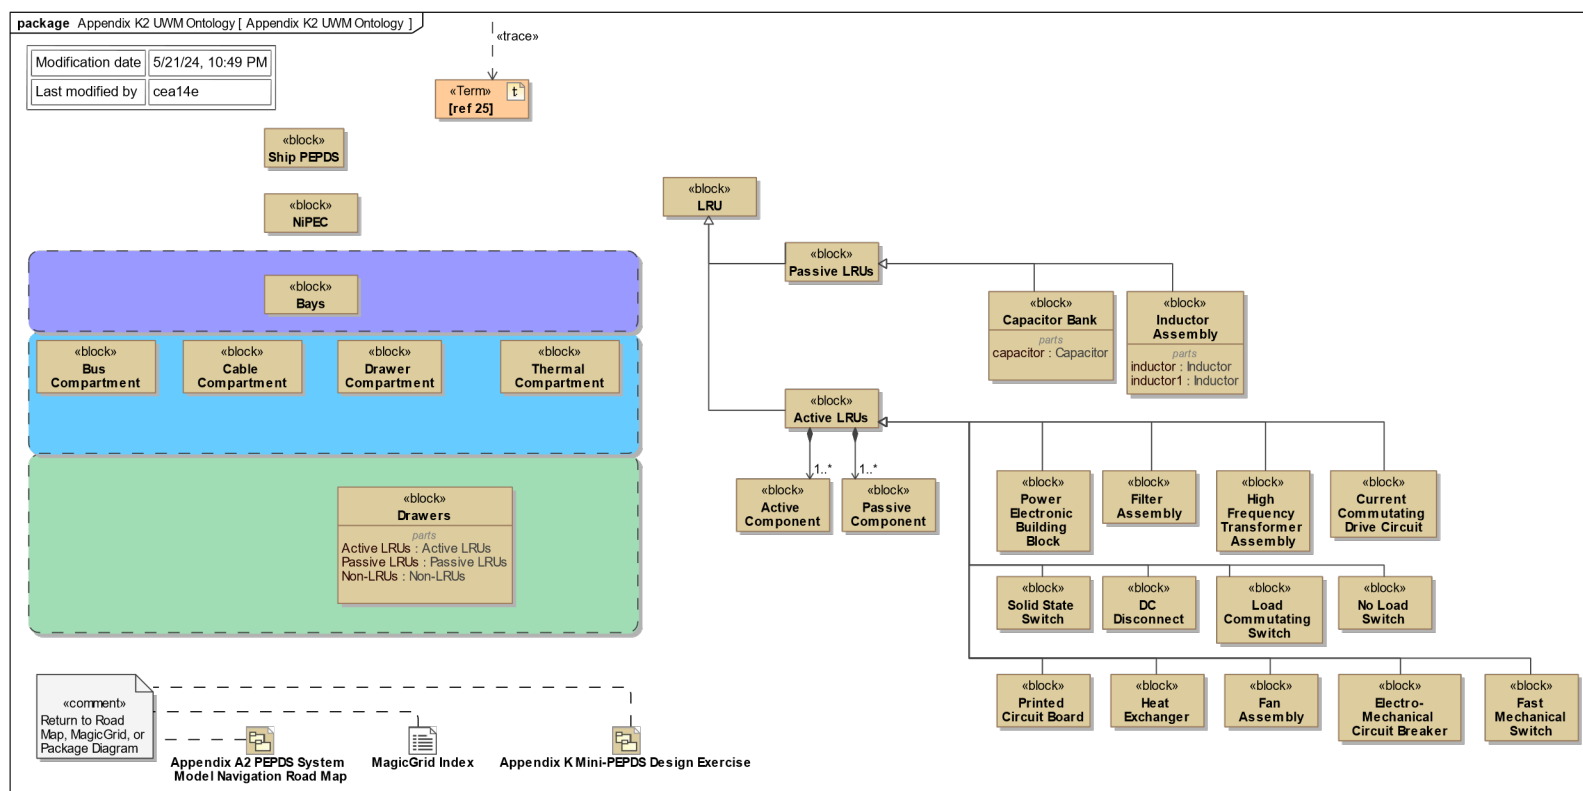 package Appendix K2 UWM Ontology [ Appendix K2 UWM Ontology ]
Modification date 5/21/24, 10:49 PM
Last modified by cea14e
«trace»
«Term» t
[ref 25]
«block»
Ship PEPDS
«block»
NiPEC
«block»
Bays
«block»
Bus
Compartment
«block»
Cable
Compartment
«block»
Drawer
Compartment
«block»
Thermal
Compartment
«block»
Drawers
parts
Active LRUs : Active LRUs
Passive LRUs : Passive LRUs
Non-LRUs : Non-LRUs
«block»
LRU
«block»
Passive LRUs
«block»
Capacitor Bank
parts
capacitor : Capacitor
«block»
Inductor
Assembly
parts
inductor : Inductor
inductor1 : Inductor
«block»
Active LRUs
1..*
1..*
«block»
Active
Component
«block»
Passive
Component
«block»
Power
Electronic
Building
Block
«block»
Filter
Assembly
«block»
High
Frequency
Transformer
Assembly
«block»
Current
Commutating
Drive Circuit
«block»
Solid State
Switch
«block»
DC
Disconnect
«block»
Load
Commutating
Switch
«block»
No Load
Switch
«block»
Printed
Circuit Board
«block»
Heat
Exchanger
«block»
Fan
Assembly
«block»
Electro-
Mechanical
Circuit Breaker
«block»
Fast
Mechanical
Switch
«comment»
Return to Road
Map, MagicGrid, or
Package Diagram
Appendix A2 PEPDS System
Model Navigation Road Map
MagicGrid Index
Appendix K Mini-PEPDS Design Exercise